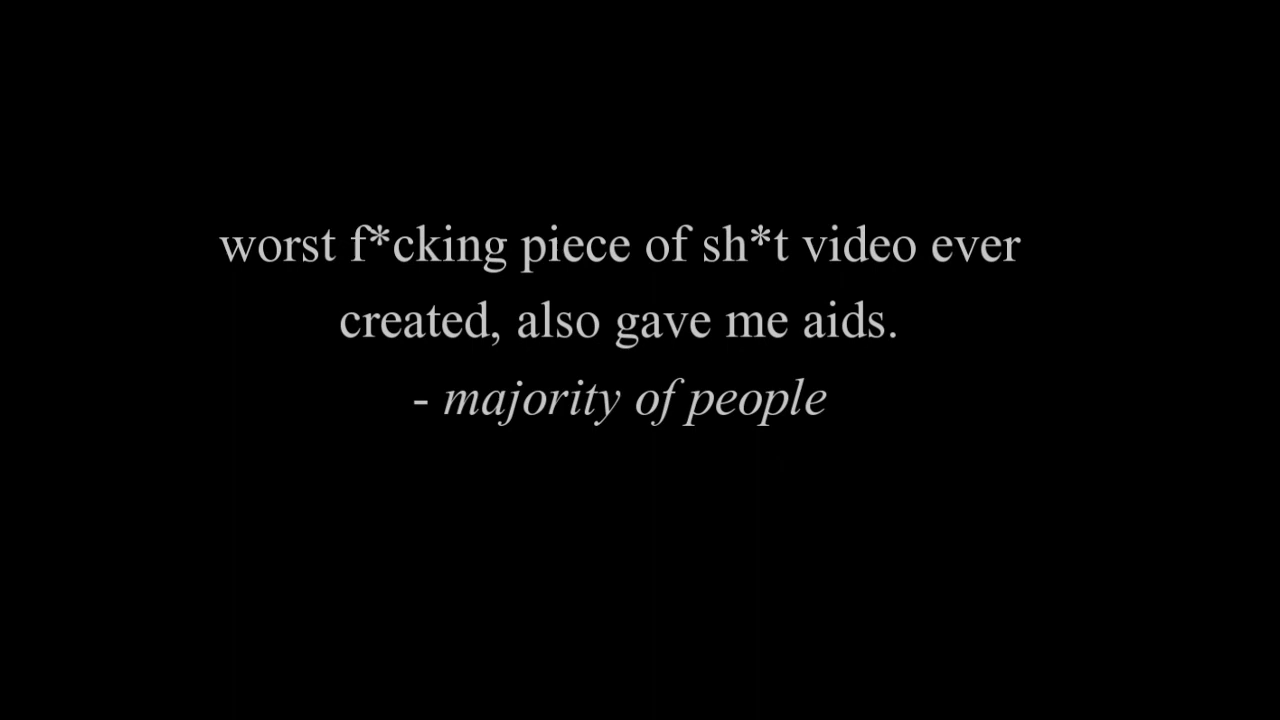 worst f*cking piece of sh*t video ever
created, also gave me aids.
- majority of people